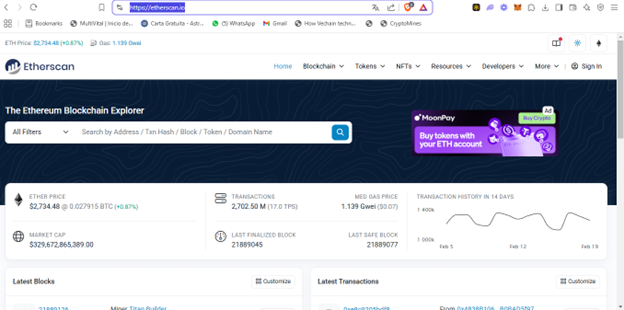 https://etherscan.io
Bookmarks MultiVital | Inicio de... Carta Gratuita - Astr... (5) WhatsApp Gmail How Vechain techn... CryptoMines
ETH Price: $2,734.48 (+0.87%) Gas: 1.139 Gwei
Etherscan
Home Blockchain Tokens NFTs Resources Developers More Sign In
The Ethereum Blockchain Explorer
All Filters Search by Address / Txn Hash / Block / Token / Domain Name
MoonPay Buy Crypto Ad
Buy tokens with
your ETH account
ETHER PRICE
$2,734.48 @ 0.027915 BTC (+0.87%)
TRANSACTIONS
2,702.50 M (17.0 TPS)
MED GAS PRICE
1.139 Gwei ($0.07)
TRANSACTION HISTORY IN 14 DAYS
1 400k
1 000k
Feb 5 Feb 12 Feb 19
MARKET CAP
$329,672,865,389.00
LAST FINALIZED BLOCK
21889045
LAST SAFE BLOCK
21889077
Latest Blocks Customize
Latest Transactions Customize
21889126 Miner Titan Builder
From